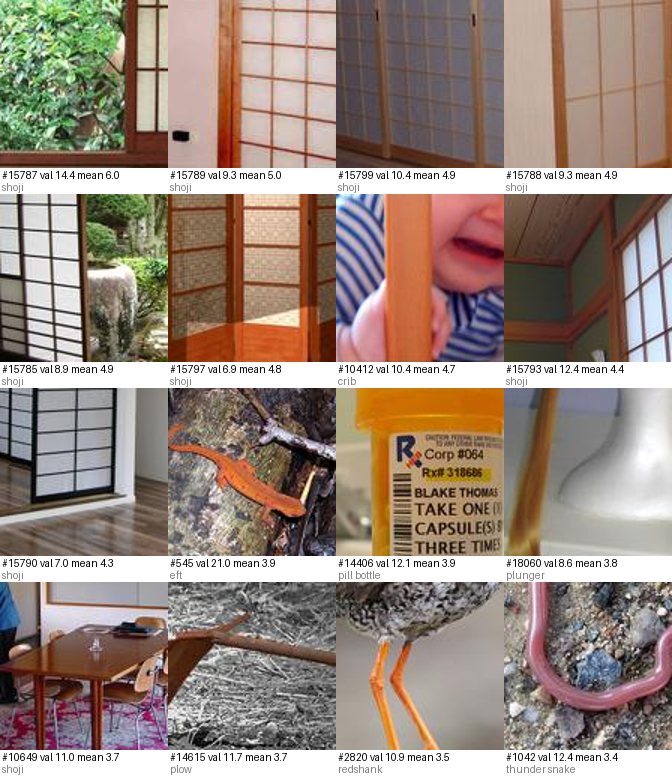 #15787 val 14.4 mean 6.0
shoji
#15789 val 9.3 mean 5.0
shoji
#15799 val 10.4 mean 4.9
shoji
#15788 val 9.3 mean 4.9
shoji
#15785 val 8.9 mean 4.9
shoji
#15797 val 6.9 mean 4.8
shoji
#10412 val 10.4 mean 4.7
crib
#15793 val 12.4 mean 4.4
shoji
R
Corp #064
Rx# 318686
BLAKE THOMAS
TAKE ONE (1)
CAPSULE(S) B
THREE TIMES
#15790 val 7.0 mean 4.3
shoji
#545 val 21.0 mean 3.9
eft
#14406 val 12.1 mean 3.9
pill bottle
#18060 val 8.6 mean 3.8
plunger
#10649 val 11.0 mean 3.7
shoji
#14615 val 11.7 mean 3.7
plow
#2820 val 10.9 mean 3.5
redshank
#1042 val 12.4 mean 3.4
thunder snake